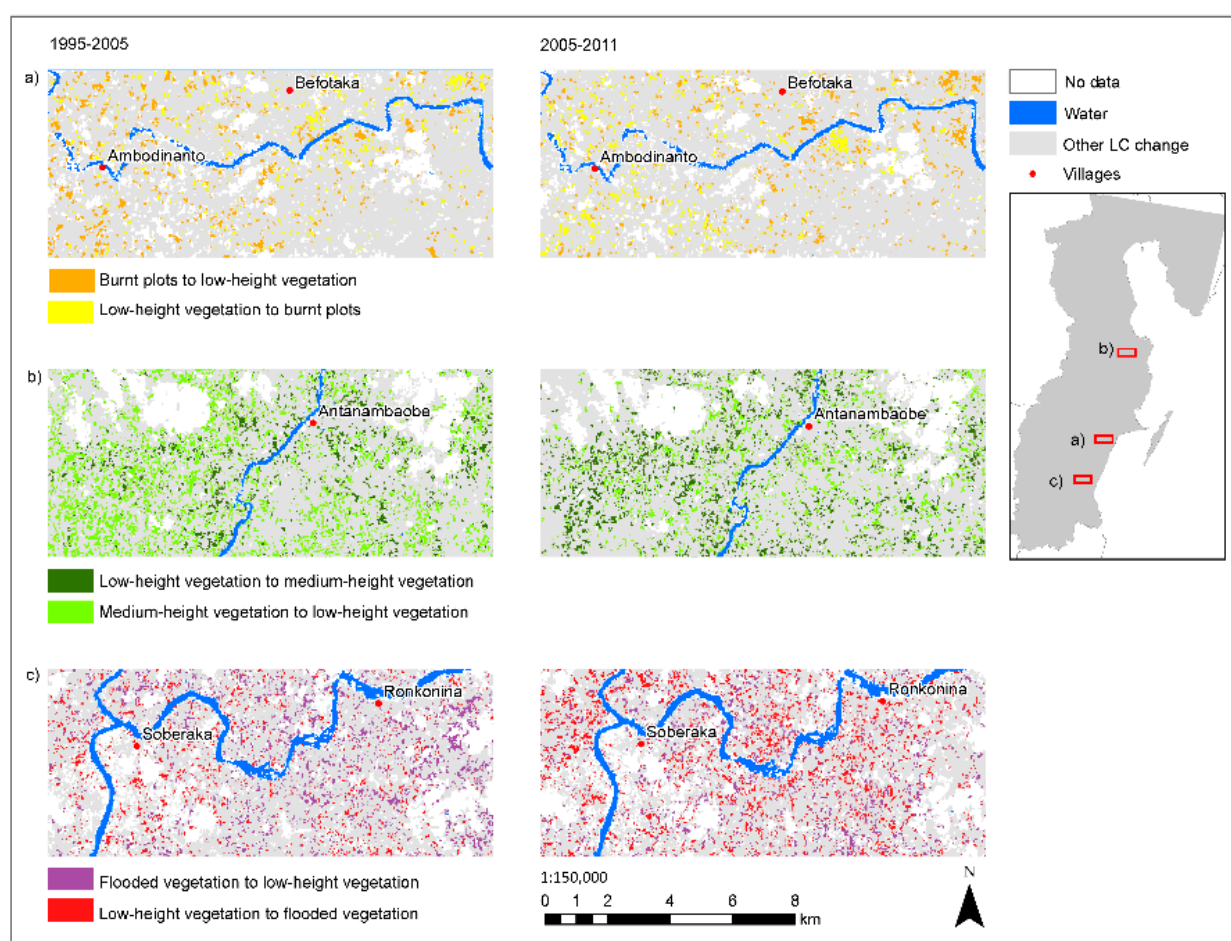 1995-2005
2005-2011
a)
Befotaka
Ambodinanto
Befotaka
Ambodinanto
Burnt plots to low-height vegetation
Low-height vegetation to burnt plots
b)
Antanambaobe
Antanambaobe
Low-height vegetation to medium-height vegetation
Medium-height vegetation to low-height vegetation
c)
Ronkonina
Soberaka
Ronkonina
Soberaka
Flooded vegetation to low-height vegetation
Low-height vegetation to flooded vegetation
1:150,000
0 1 2 4 6 8
km
N
No data
Water
Other LC change
Villages
b)
a)
c)